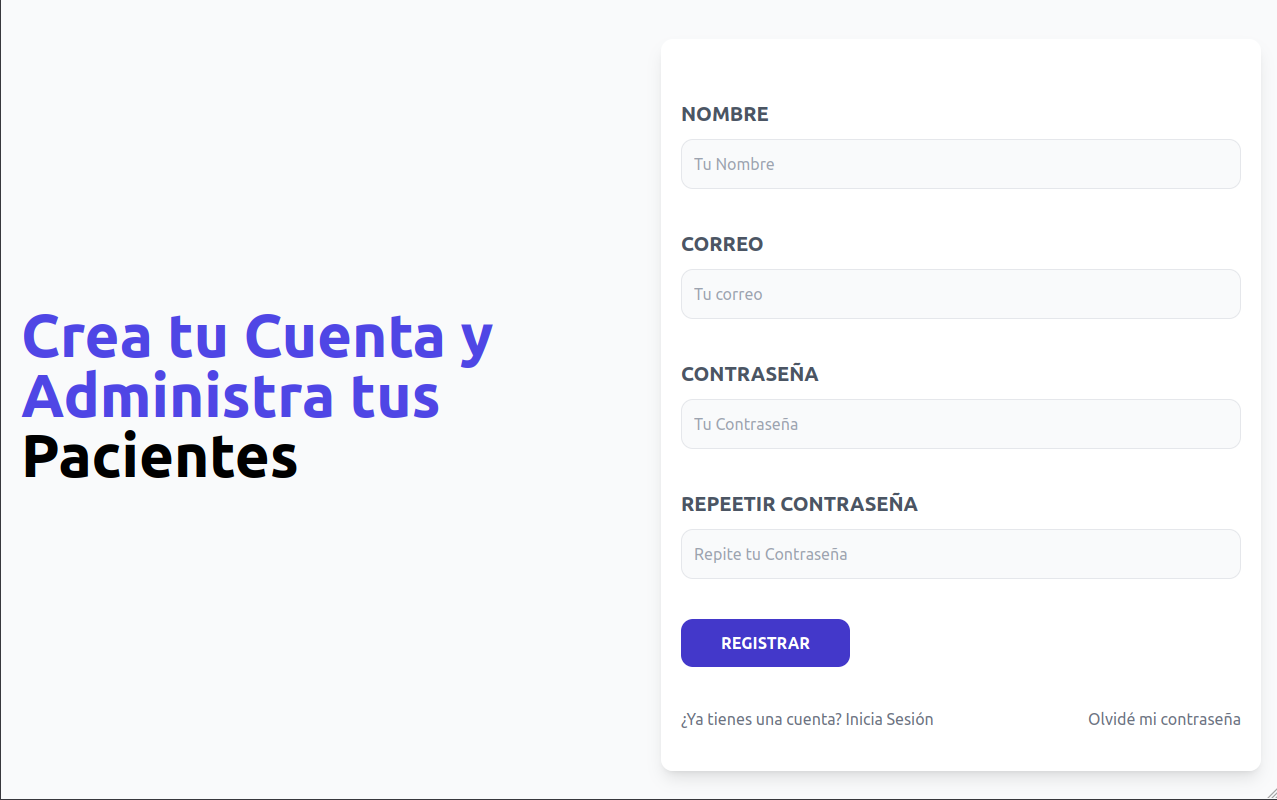 Crea tu Cuenta y
Administra tus
Pacientes
NOMBRE
Tu Nombre
CORREO
Tu correo
CONTRASEÑA
Tu Contraseña
REPEETIR CONTRASEÑA
Repite tu Contraseña
REGISTRAR
¿Ya tienes una cuenta? Inicia Sesión
Olvidé mi contraseña